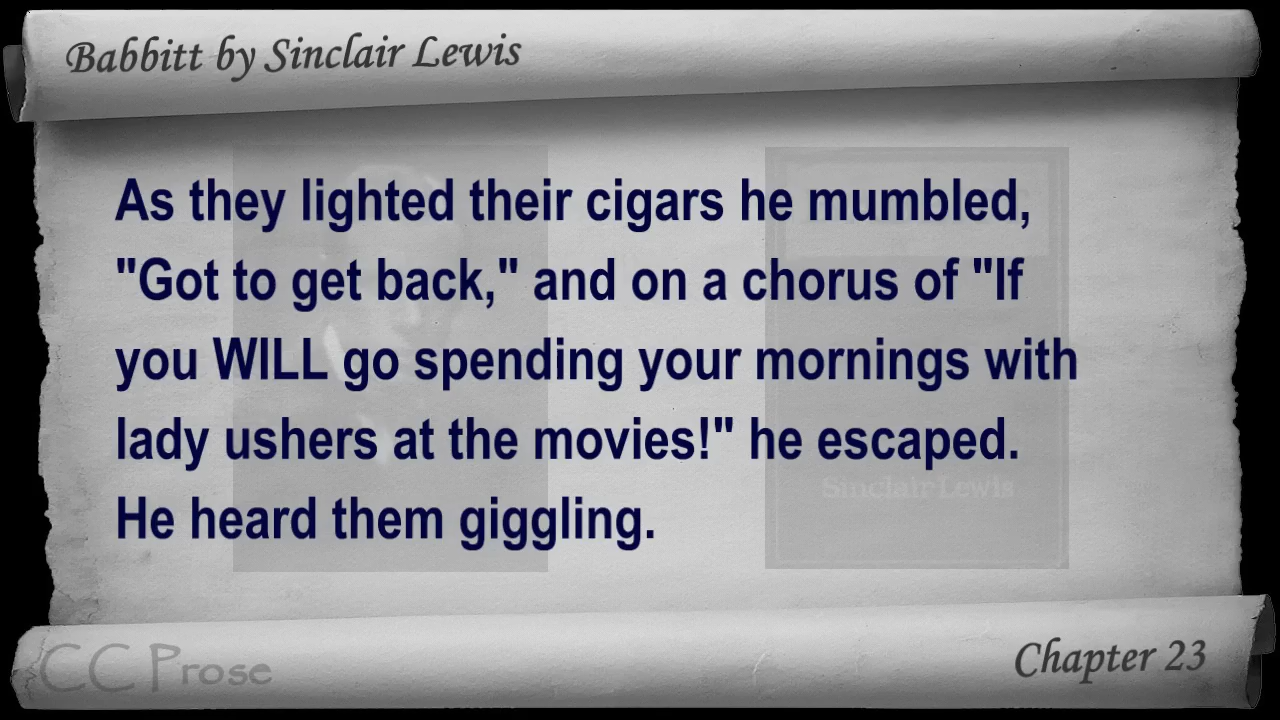 Babbitt by Sinclair Lewis
As they lighted their cigars he mumbled,
"Got to get back," and on a chorus of "If
you WILL go spending your mornings with
lady ushers at the movies!" he escaped.
Sinclair Lewis
He heard them giggling.
CC Prose
Chapter 23